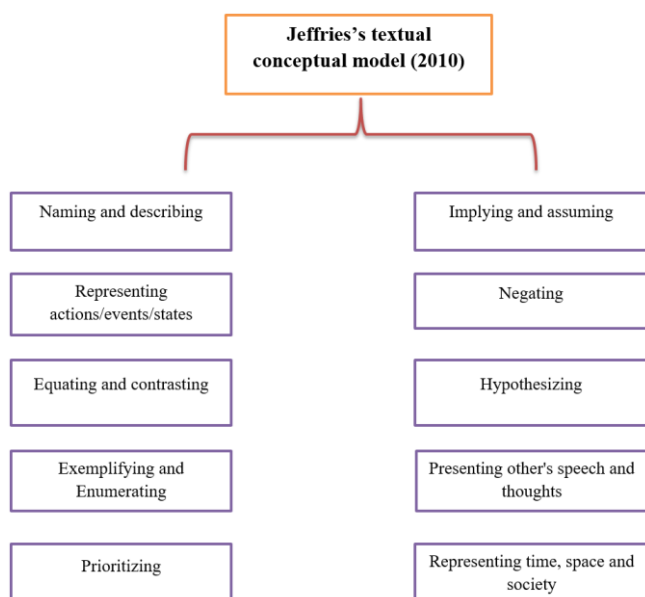 Jeffries's textual
conceptual model (2010)
Naming and describing
Representing
actions/events/states
Equating and contrasting
Exemplifying and
Enumerating
Prioritizing
Implying and assuming
Negating
Hypothesizing
Presenting other's speech and
thoughts
Representing time, space and
society